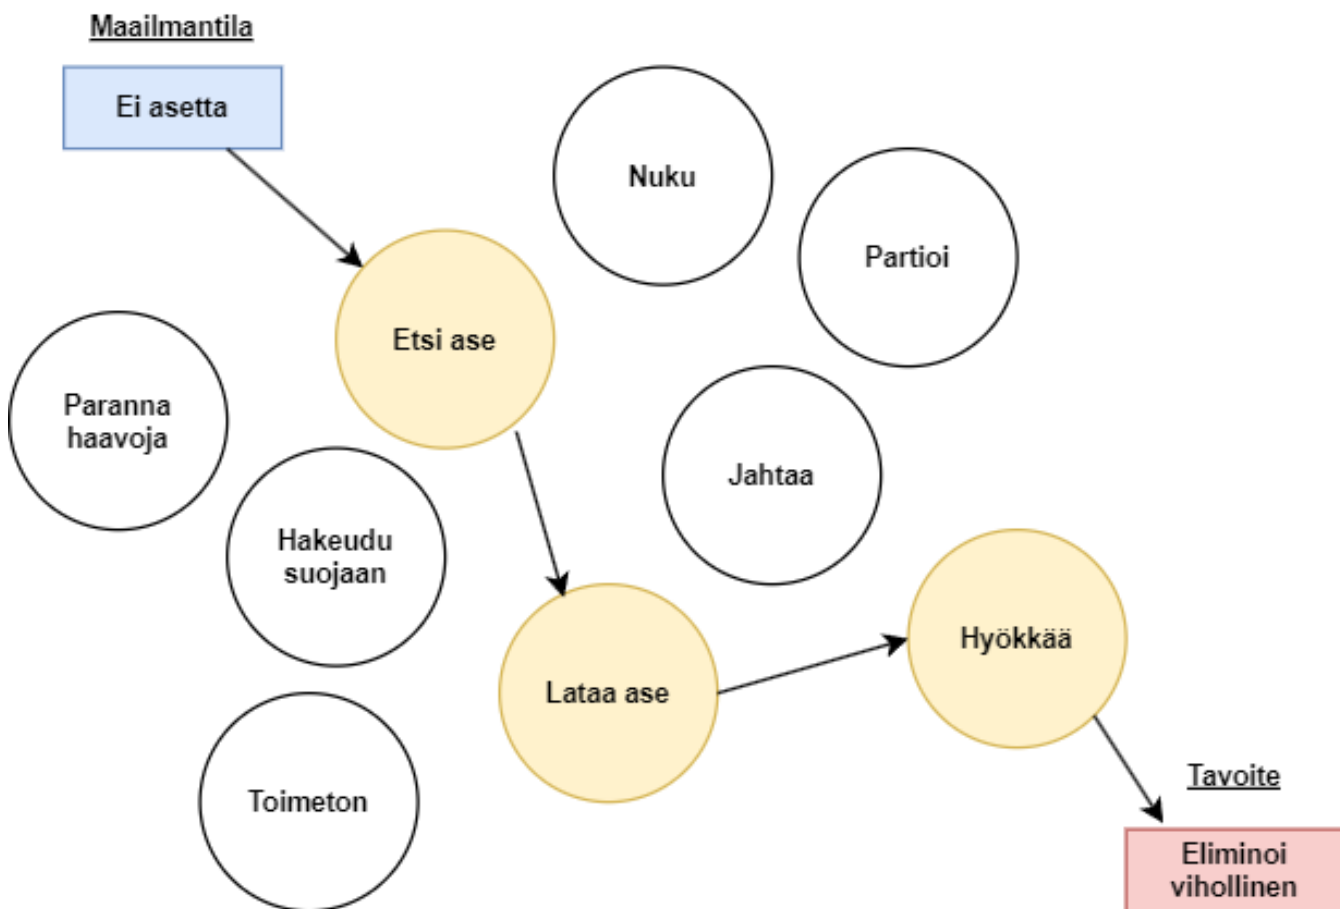 Maailmantila
Ei asetta
Nuku
Partioi
Etsi ase
Paranna
haavoja
Jahtaa
Hakeudu
suojaan
Hyökkää
Lataa ase
Toimeton
Tavoite
Eliminoi
vihollinen